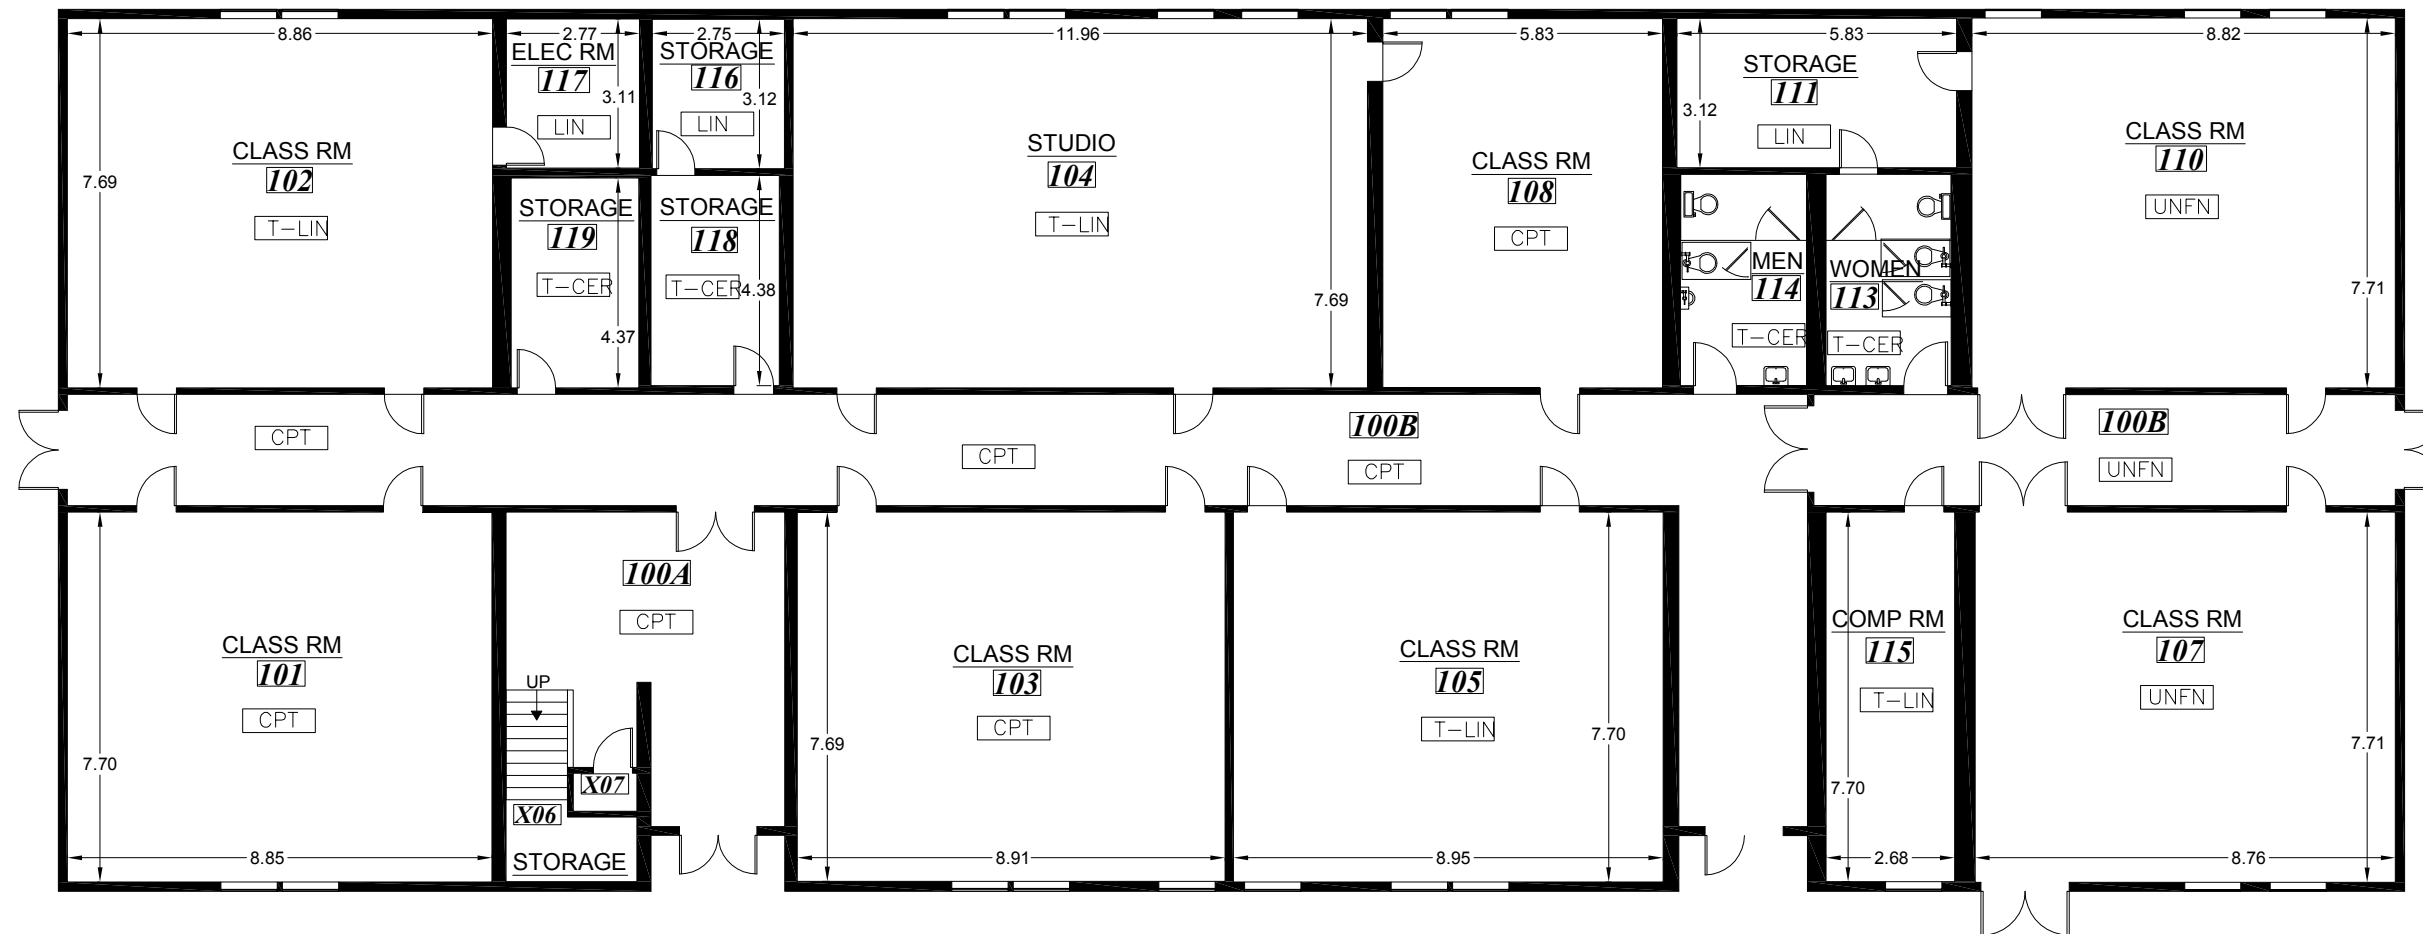 8.86
2.77
2.75
11.96
5.83
5.83
8.82
ELEC RM
117
STORAGE
116
STORAGE
111
3.11
3.12
3.12
LIN
LIN
LIN
CLASS RM
102
T-LIN
7.69
STUDIO
104
T-LIN
7.69
CLASS RM
108
CPT
CLASS RM
110
UNFN
7.71
STORAGE
119
T-CER
4.37
STORAGE
118
T-CER
4.38
MEN
114
T-CER
WOMEN
113
T-CER
CPT
CPT
100B
CPT
100B
UNFN
100A
CPT
CLASS RM
101
CPT
7.70
8.85
UP
X07
X06
STORAGE
CLASS RM
103
CPT
7.69
8.91
CLASS RM
105
T-LIN
7.70
8.95
COMP RM
115
T-LIN
7.70
2.68
CLASS RM
107
UNFN
7.71
8.76